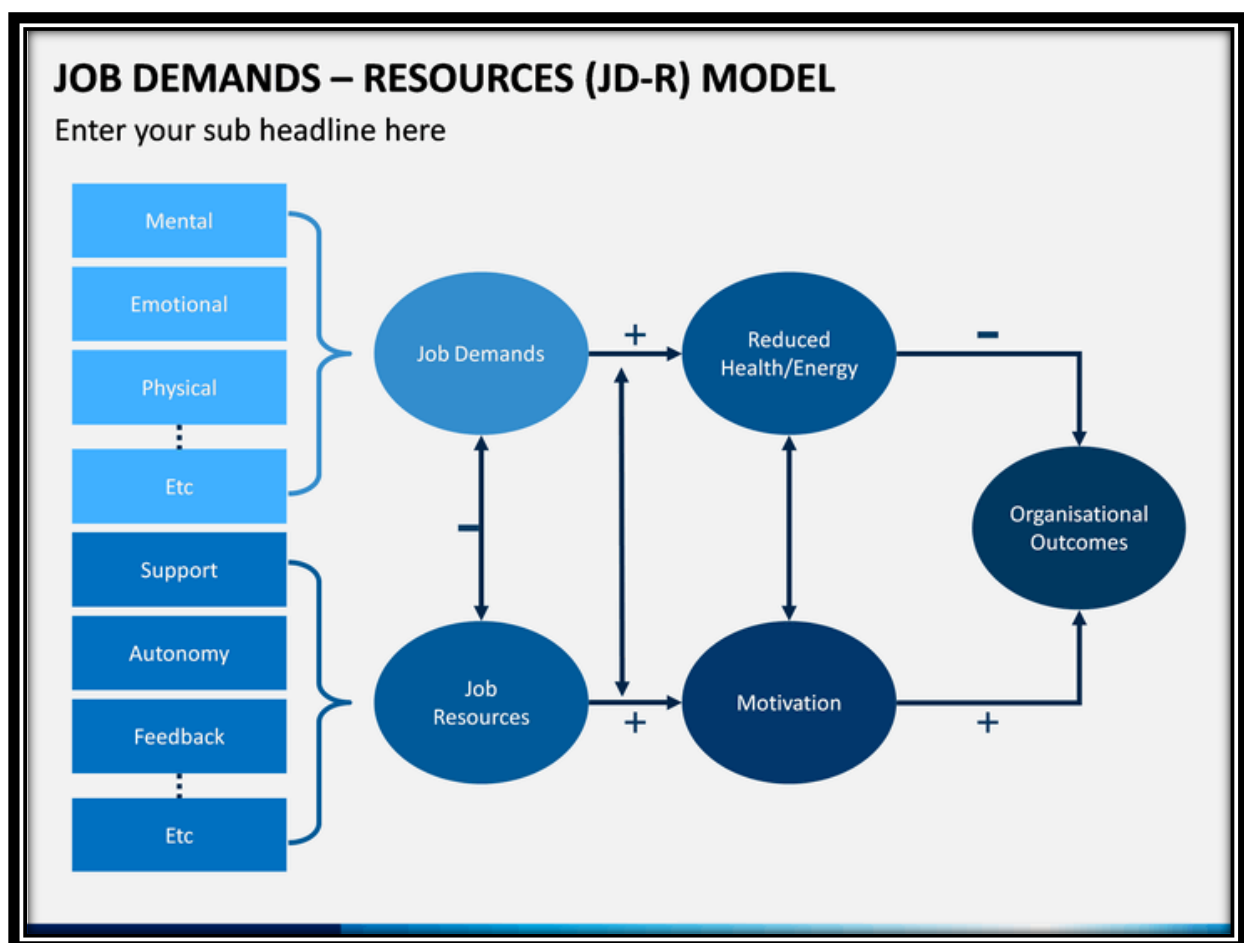 JOB DEMANDS – RESOURCES (JD-R) MODEL
Enter your sub headline here
Mental
Emotional
Physical
Etc
Support
Autonomy
Feedback
Etc
Job Demands
+
Reduced
Health/Energy
-
-
Job
Resources
+
Motivation
+
Organisational
Outcomes